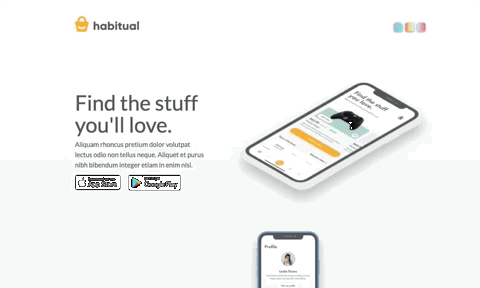 habitual
Find the stuff
you'll love.
Aliquam rhoncus pretium dolor volutpat
lectus odio non tellus neque. Aliquet et purus
nibh bibendum integer etiam in enim nisi.
App Store
Google Play
Find the stuff
you'll love.
Profile